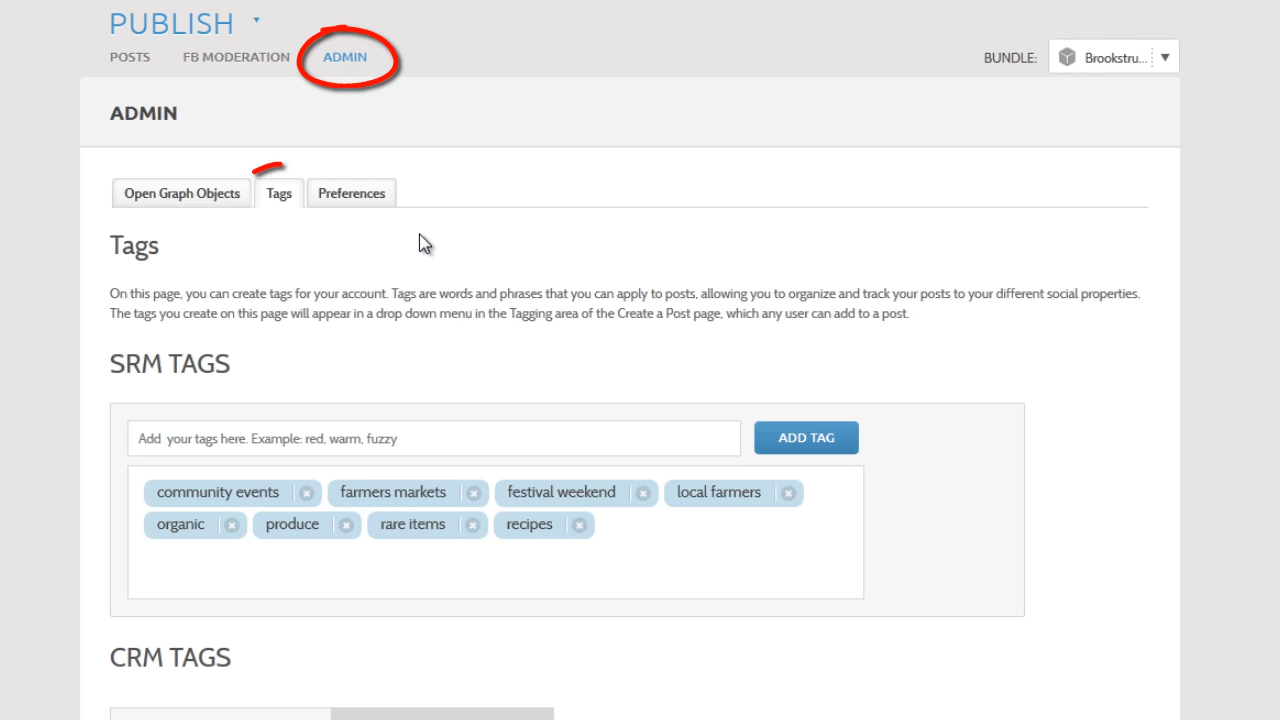 PUBLISH
POSTS FB MODERATION ADMIN
BUNDLE: Brookstru...
ADMIN
Open Graph Objects Tags Preferences
Tags
On this page, you can create tags for your account. Tags are words and phrases that you can apply to posts, allowing you to organize and track your posts to your different social properties.
The tags you create on this page will appear in a drop down menu in the Tagging area of the Create a Post page, which any user can add to a post.
SRM TAGS
Add your tags here. Example: red, warm, fuzzy
ADD TAG
community events farmers markets festival weekend local farmers
organic produce rare items recipes
CRM TAGS